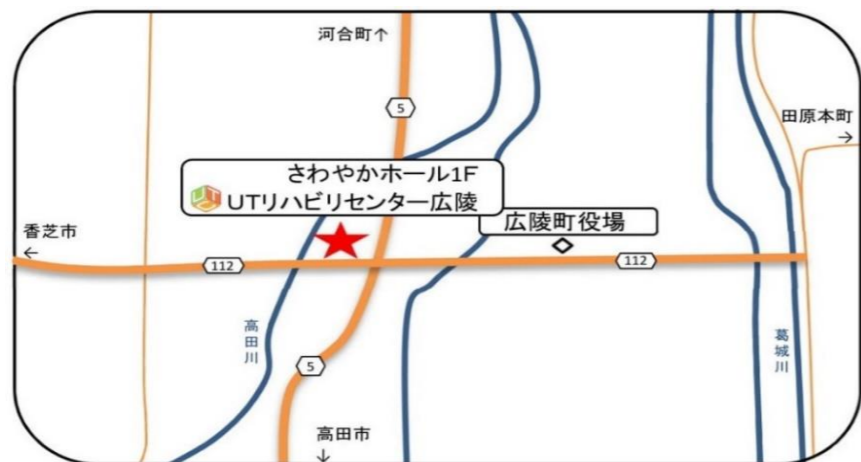 河合町↑
5
田原本町
→
さわやかホール1F
UT
UTリハビリセンター広陵
広陵町役場
香芝市
←
112
112
高田川
葛城川
5
高田市
↓